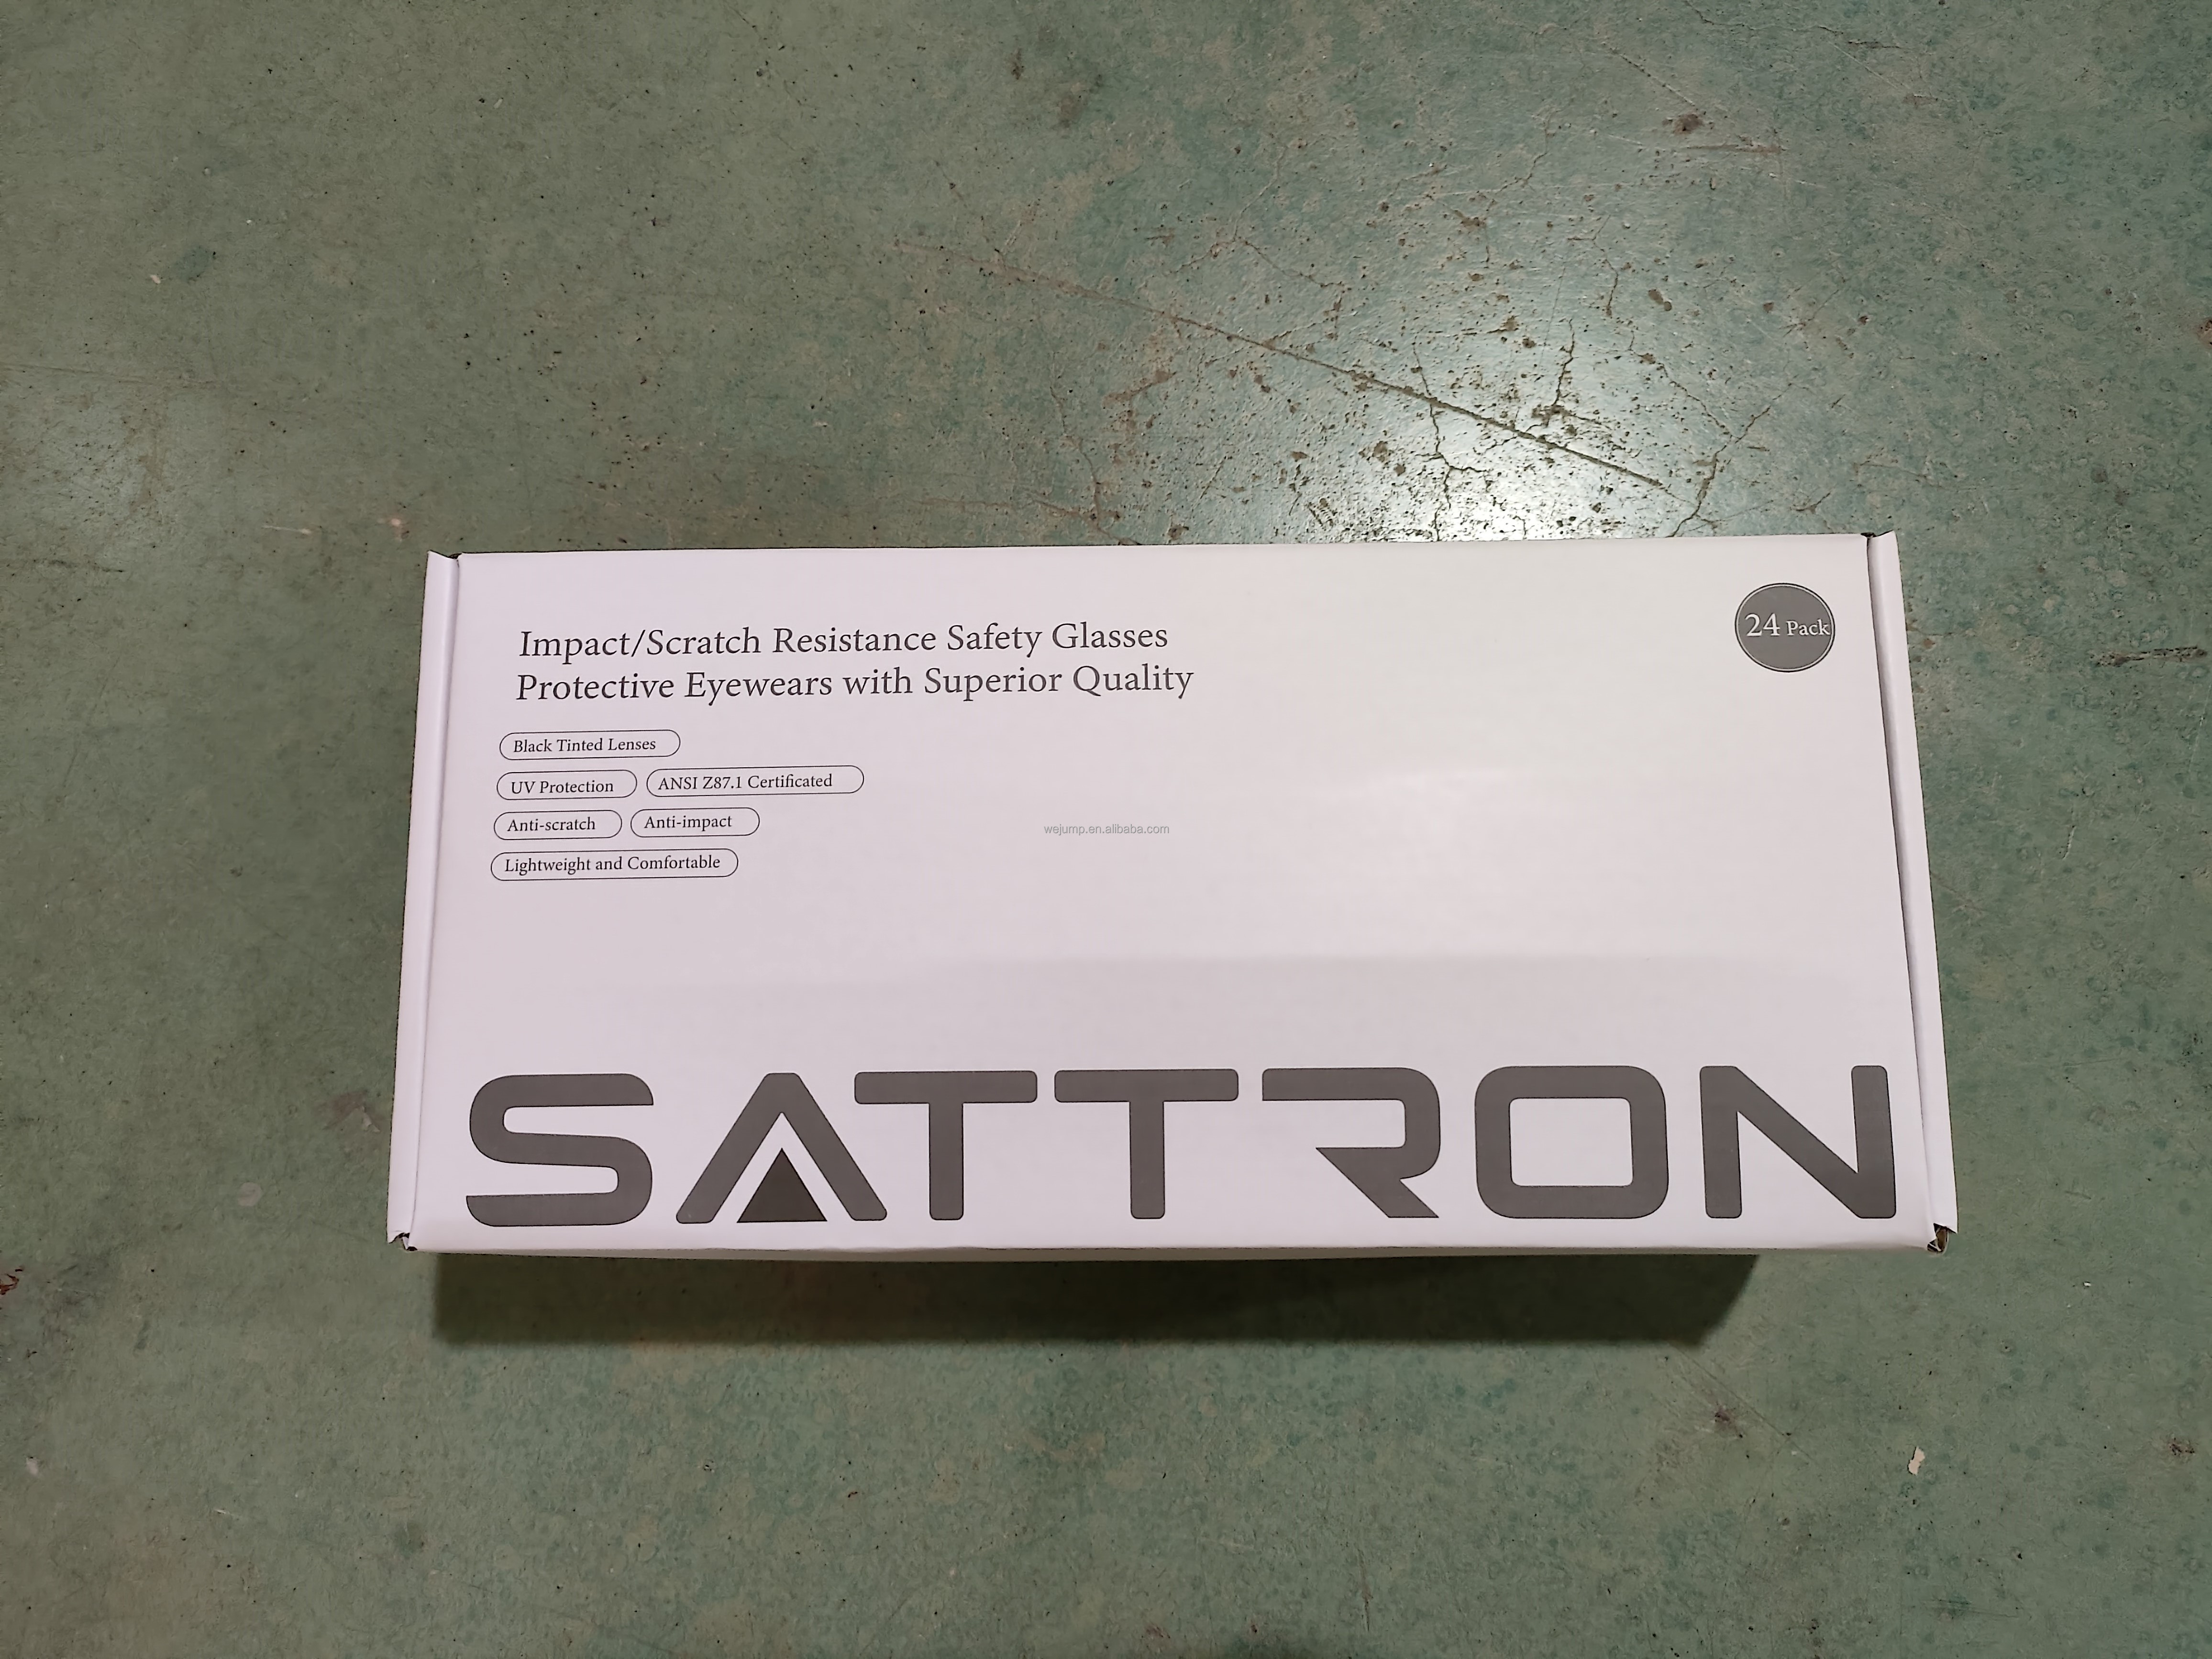 Impact/Scratch Resistance Safety Glasses
Protective Eyewears with Superior Quality
24 Pack
Black Tinted Lenses
UV Protection ANSI Z87.1 Certificated
Anti-scratch Anti-impact
wejump.en.alibaba.com
Lightweight and Comfortable
SATTRON